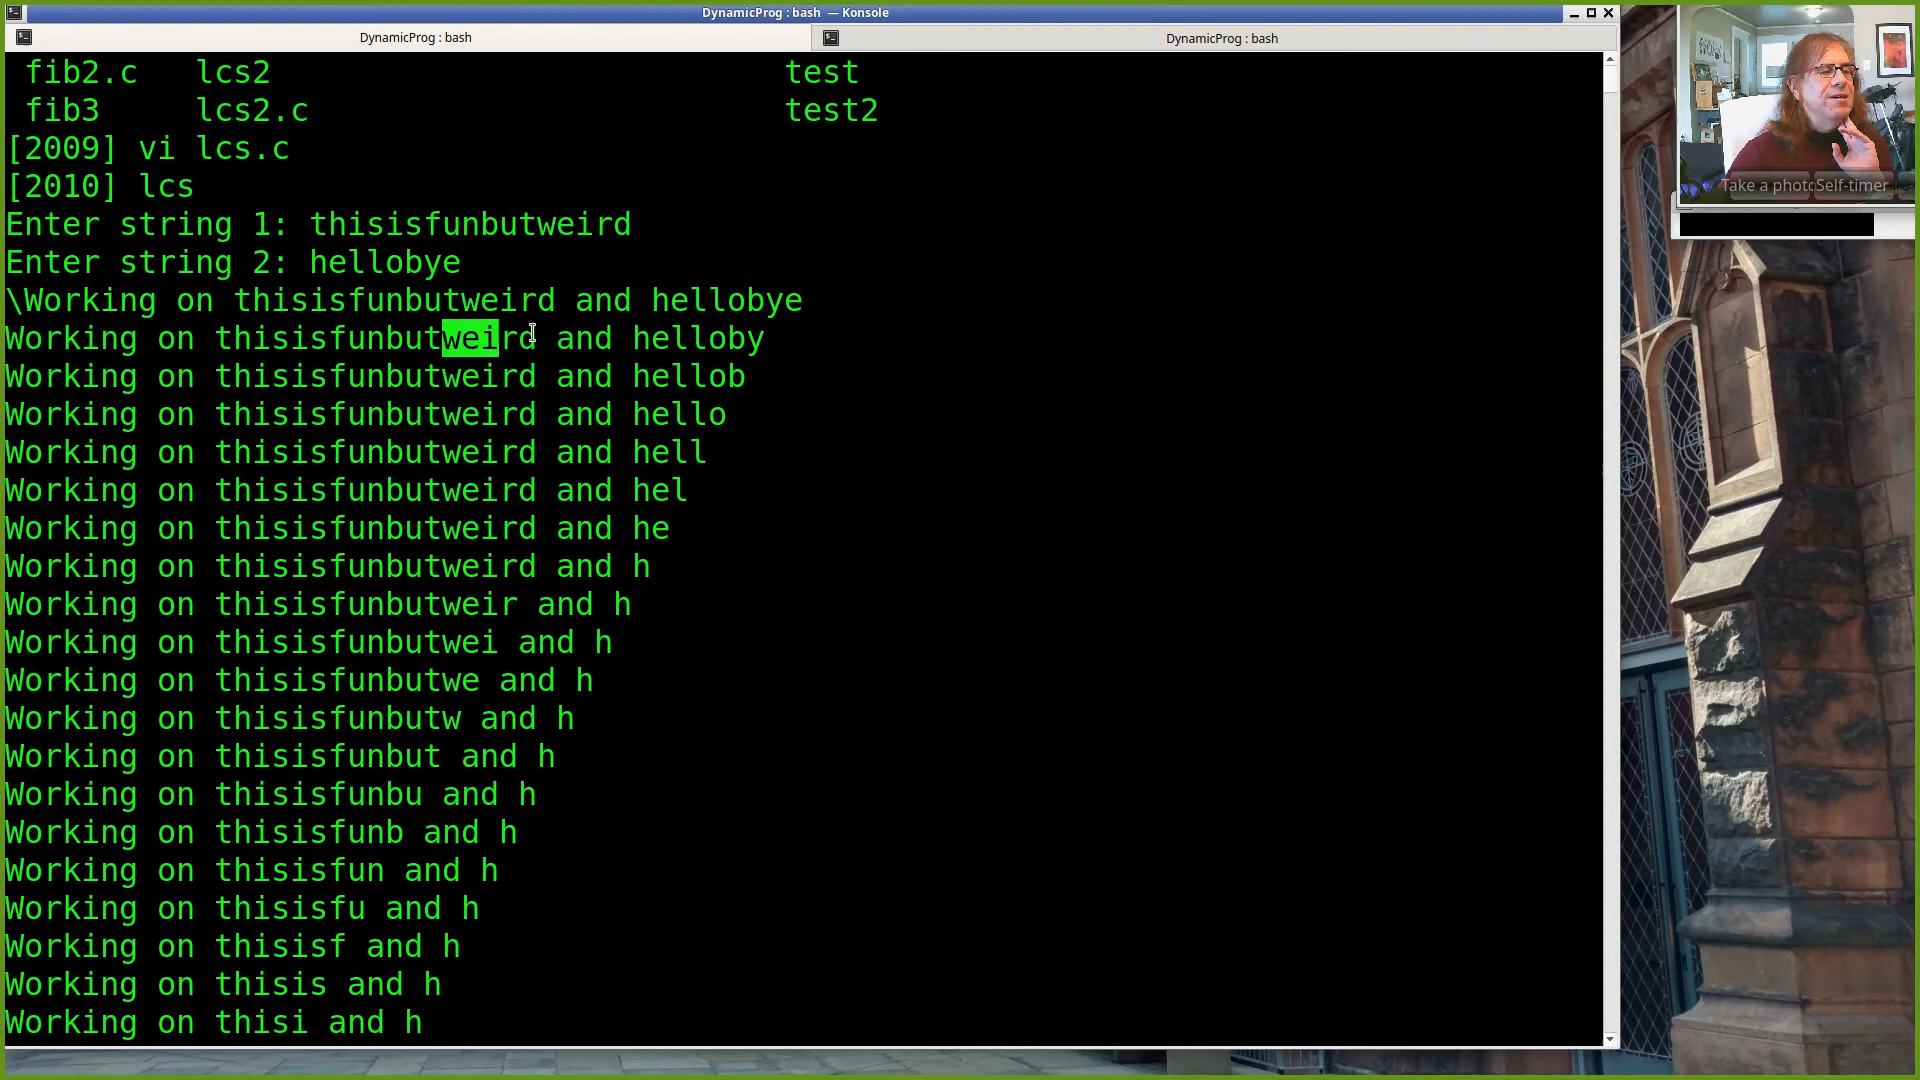 DynamicProg : bash — Konsole
DynamicProg : bash DynamicProg : bash
fib2.c lcs2 test
fib3 lcs2.c test2
[2009] vi lcs.c
[2010] lcs
Enter string 1: thisisfunbutweird
Enter string 2: hellobye
\Working on thisisfunbutweird and hellobye
Working on thisisfunbutweird and helloby
Working on thisisfunbutweird and hellob
Working on thisisfunbutweird and hello
Working on thisisfunbutweird and hell
Working on thisisfunbutweird and hel
Working on thisisfunbutweird and he
Working on thisisfunbutweird and h
Working on thisisfunbutweir and h
Working on thisisfunbutwei and h
Working on thisisfunbutwe and h
Working on thisisfunbutw and h
Working on thisisfunbut and h
Working on thisisfunbu and h
Working on thisisfunb and h
Working on thisisfun and h
Working on thisisfu and h
Working on thisisf and h
Working on thisis and h
Working on thisi and h
Take a photo Self-timer